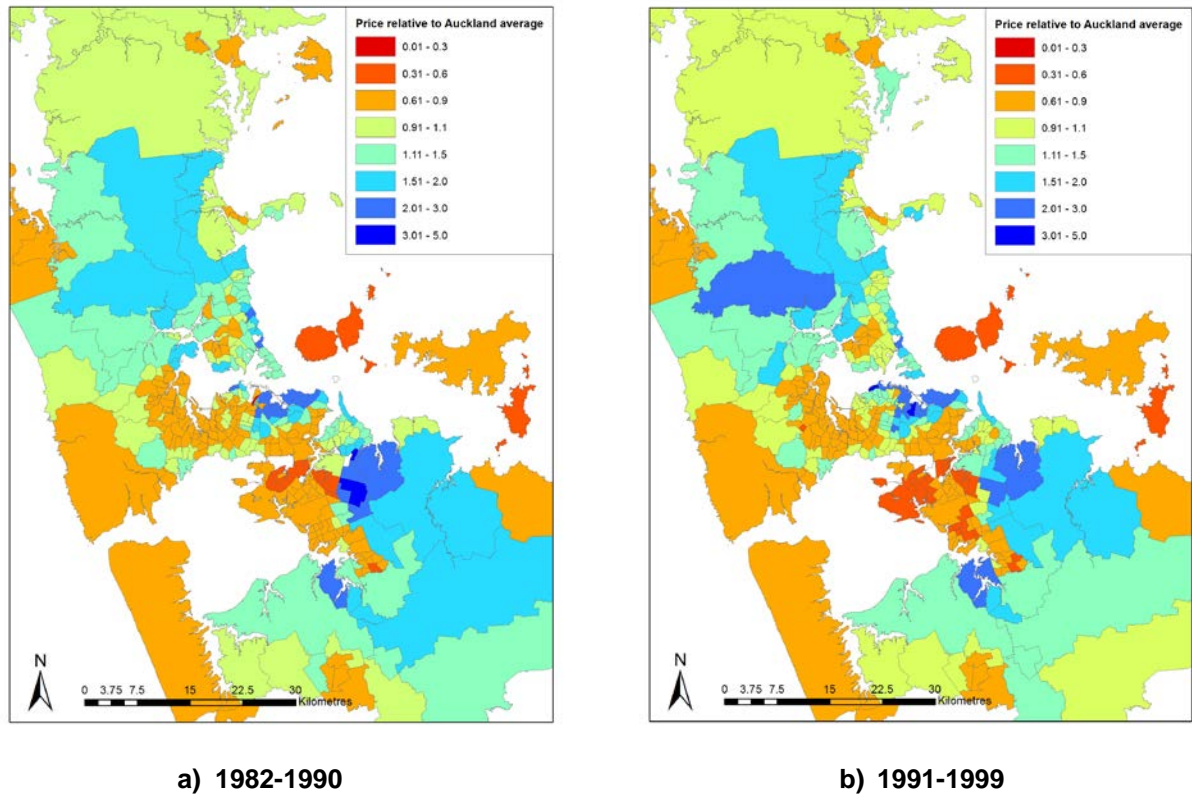 Price relative to Auckland average
0.01 - 0.3
0.31 - 0.6
0.61 - 0.9
0.91 - 1.1
1.11 - 1.5
1.51 - 2.0
2.01 - 3.0
3.01 - 5.0
N
0 3.75 7.5 15 22.5 30
Kilometres
a) 1982-1990
Price relative to Auckland average
0.01 - 0.3
0.31 - 0.6
0.61 - 0.9
0.91 - 1.1
1.11 - 1.5
1.51 - 2.0
2.01 - 3.0
3.01 - 5.0
N
0 3.75 7.5 15 22.5 30
Kilometres
b) 1991-1999